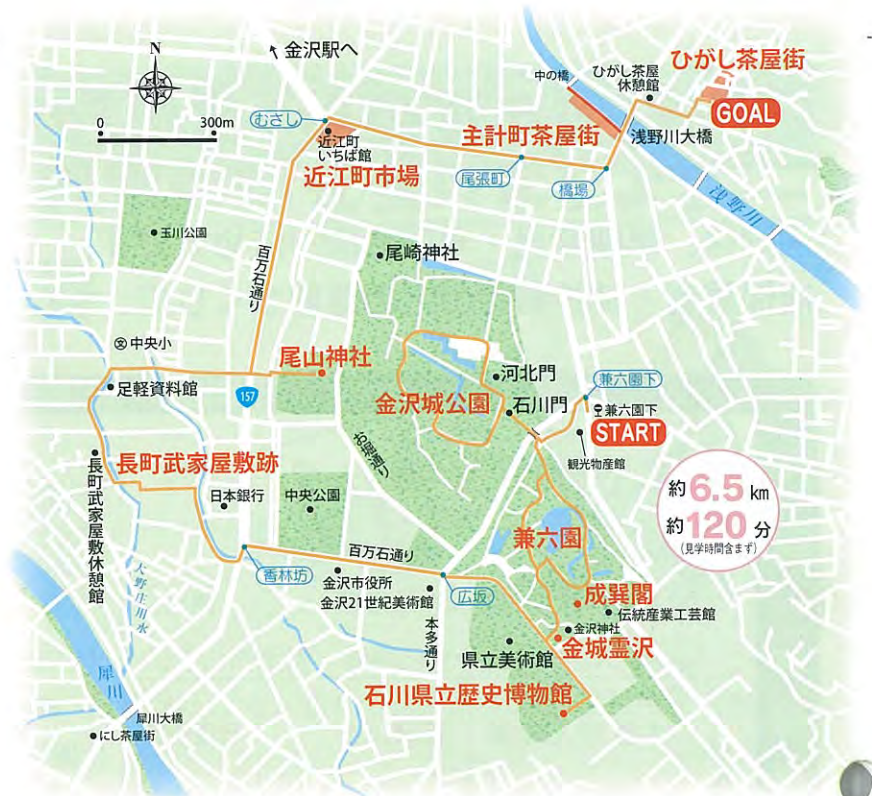 N
0 300m
↖ 金沢駅へ
むさし
近江町
いちば館
近江町市場
主計町茶屋街
尾張町
橋場
中の橋
ひがし茶屋
休憩館
ひがし茶屋街
GOAL
浅野川大橋
浅野川
玉川公園
百万石通り
尾崎神社
中央小
足軽資料館
尾山神社
157
金沢城公園
河北門
石川門
兼六園下
兼六園下
START
観光物産館
お堀通り
長町武家屋敷跡
長町武家屋敷休憩館
日本銀行
中央公園
約6.5km
約120分
(見学時間含まず)
兼六園
百万石通り
香林坊
金沢市役所
金沢21世紀美術館
広坂
本多通り
成巽閣
伝統産業工芸館
金沢神社
金城霊沢
県立美術館
石川県立歴史博物館
大野庄用水
犀川
犀川大橋
にし茶屋街